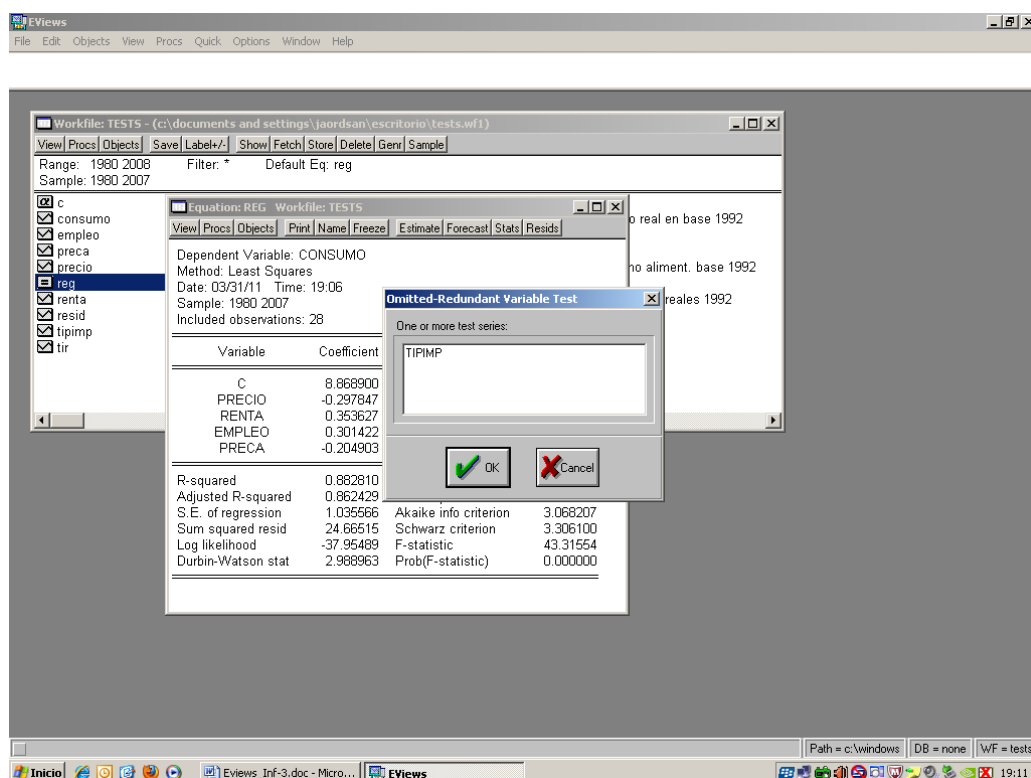 EViews
File Edit Objects View Procs Quick Options Window Help
Workfile: TESTS - (c:\documents and settings\jaordsan\escritorio\tests.wf1)
View Procs Objects Save Label+/- Show Fetch Store Delete Genr Sample
Range: 1980 2008 Filter: * Default Eq: reg
Sample: 1980 2007
c
consumo
o real en base 1992
empleo
preca
precio
no aliment. base 1992
reg
renta
reales 1992
resid
tipimp
tir
Equation: REG Workfile: TESTS
View Procs Objects Print Name Freeze Estimate Forecast Stats Resids
Dependent Variable: CONSUMO
Method: Least Squares
Date: 03/31/11 Time: 19:06
Sample: 1980 2007
Included observations: 28
Variable Coefficient
C 8.868900
PRECIO -0.297847
RENTA 0.353627
EMPLEO 0.301422
PRECA -0.204903
R-squared 0.882810
Adjusted R-squared 0.862429
S.E. of regression 1.035566 Akaike info criterion 3.068207
Sum squared resid 24.66515 Schwarz criterion 3.306100
Log likelihood -37.95489 F-statistic 43.31554
Durbin-Watson stat 2.988963 Prob(F-statistic) 0.000000
Omitted-Redundant Variable Test
One or more test series:
TIPIMP
OK Cancel
Path = c:\windows DB = none WF = tests
Inicio Eviews_Inf-3.doc - Micro... EViews 19:11